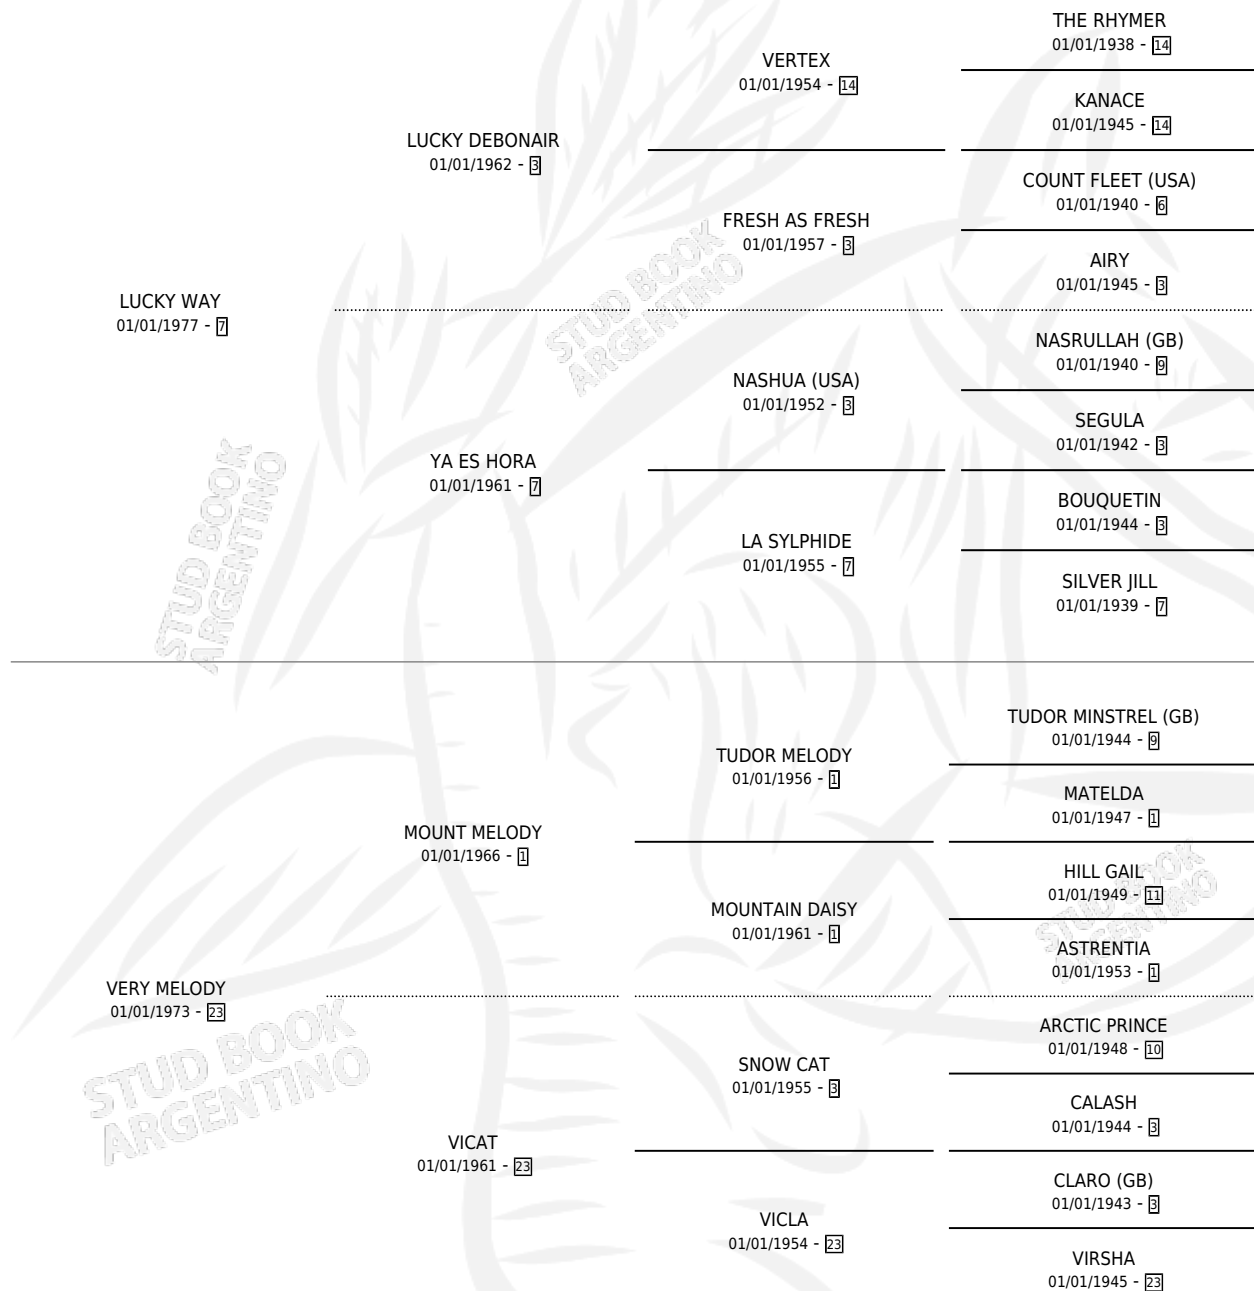 THE RHYMER
01/01/1938 - 14
VERTEX
01/01/1954 - 14
KANACE
01/01/1945 - 14
LUCKY DEBONAIR
01/01/1962 - 3
COUNT FLEET (USA)
01/01/1940 - 6
FRESH AS FRESH
01/01/1957 - 3
AIRY
01/01/1945 - 3
LUCKY WAY
01/01/1977 - 7
NASRULLAH (GB)
01/01/1940 - 9
NASHUA (USA)
01/01/1952 - 3
SEGULA
01/01/1942 - 3
YA ES HORA
01/01/1961 - 7
BOUQUETIN
01/01/1944 - 3
LA SYLPHIDE
01/01/1955 - 7
SILVER JILL
01/01/1939 - 7
STUD BOOK
ARGENTINO
STUD BOOK
ARGENTINO
TUDOR MINSTREL (GB)
01/01/1944 - 9
TUDOR MELODY
01/01/1956 - 1
MATELDA
01/01/1947 - 1
MOUNT MELODY
01/01/1966 - 1
HILL GAIL
01/01/1949 - 11
MOUNTAIN DAISY
01/01/1961 - 1
ASTRENTIA
01/01/1953 - 1
VERY MELODY
01/01/1973 - 23
ARCTIC PRINCE
01/01/1948 - 10
SNOW CAT
01/01/1955 - 3
CALASH
01/01/1944 - 3
VICAT
01/01/1961 - 23
CLARO (GB)
01/01/1943 - 3
VICLA
01/01/1954 - 23
VIRSHA
01/01/1945 - 23
STUD BOOK
ARGENTINO
STUD BOOK
ARGENTINO